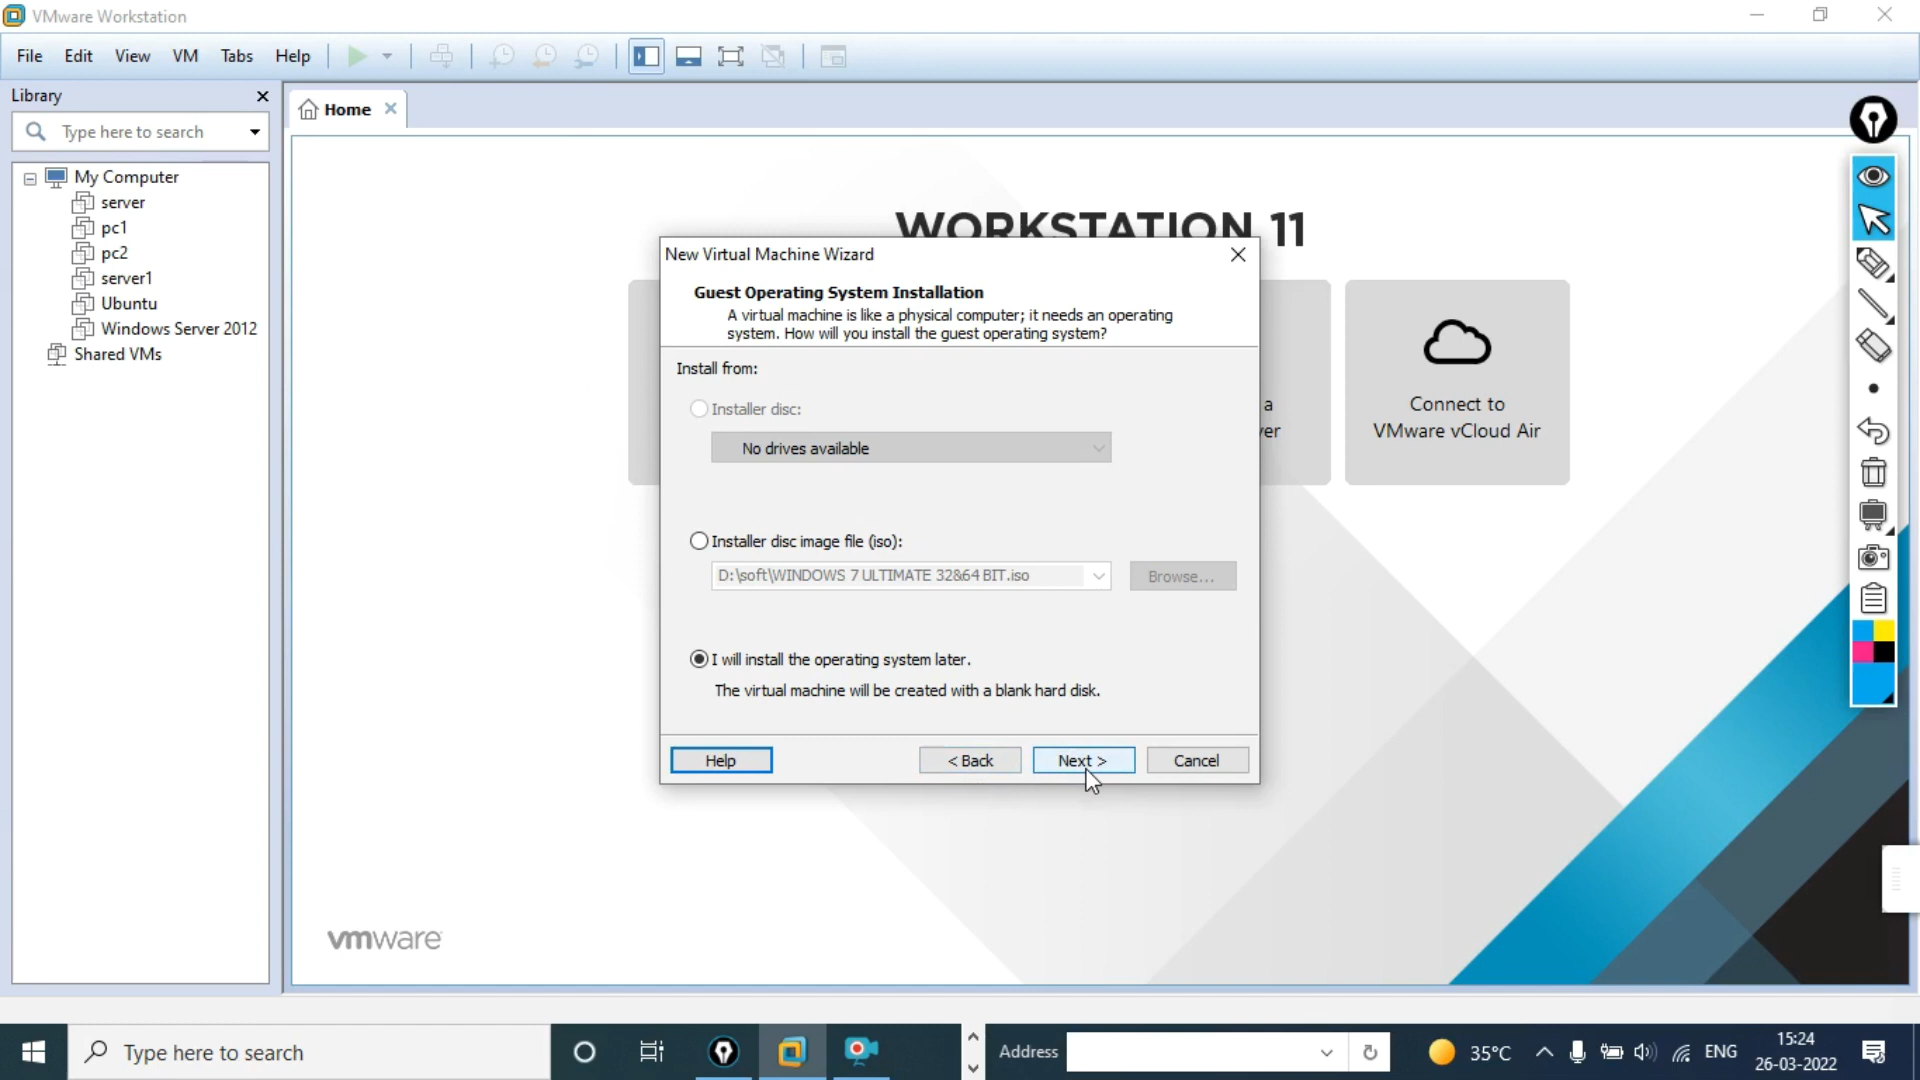 VMware Workstation
File Edit View VM Tabs Help
Library
Type here to search
My Computer
server
pc1
pc2
server1
Ubuntu
Windows Server 2012
Shared VMs
Home
WORKSTATION 11
New Virtual Machine Wizard
Guest Operating System Installation
A virtual machine is like a physical computer; it needs an operating
system. How will you install the guest operating system?
Install from:
Installer disc:
No drives available
Installer disc image file (iso):
D:\soft\WINDOWS 7 ULTIMATE 32&64 BIT.iso
Browse...
I will install the operating system later.
The virtual machine will be created with a blank hard disk.
Help
< Back
Next >
Cancel
a
Connect to
VMware vCloud Air
vmware
Type here to search
Address
35°C
ENG
15:24
26-03-2022